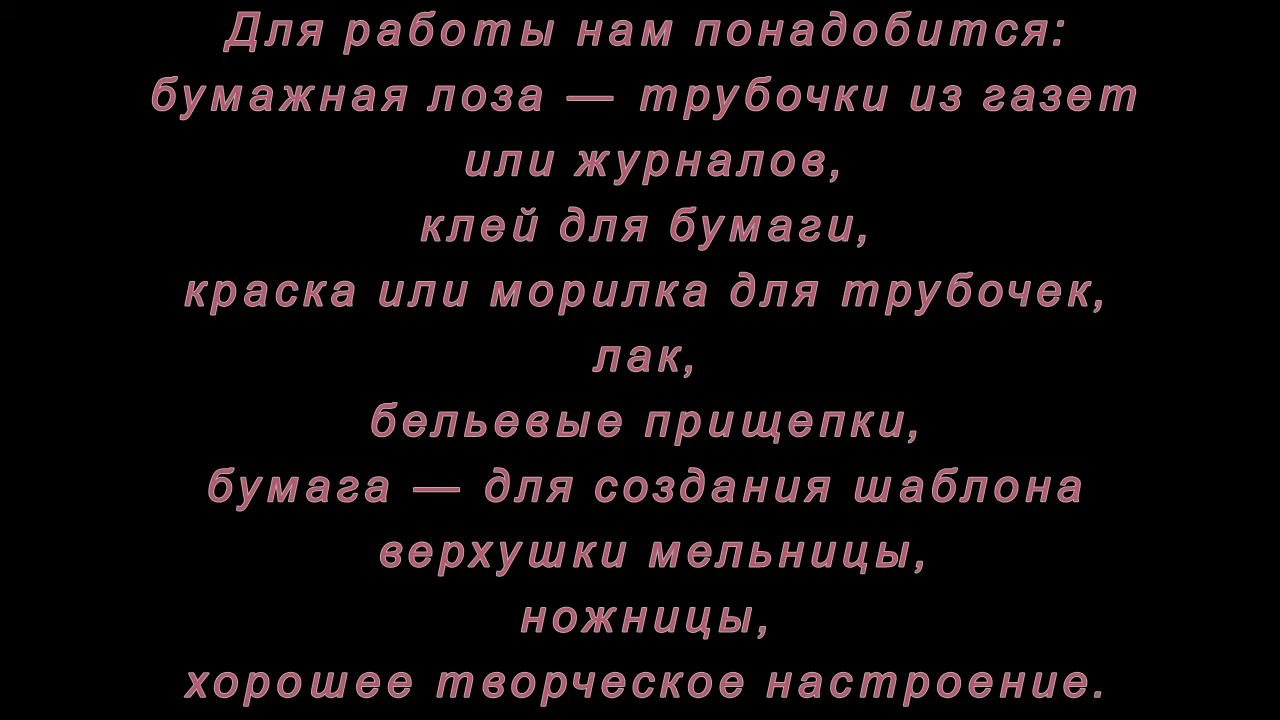 Для работы нам понадобится:
бумажная лоза — трубочки из газет
или журналов,
клей для бумаги,
краска или морилка для трубочек,
лак,
бельевые прищепки,
бумага — для создания шаблона
верхушки мельницы,
ножницы,
хорошее творческое настроение.